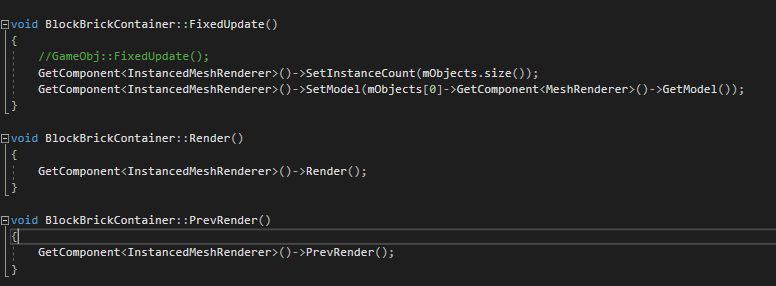 void BlockBrickContainer::FixedUpdate()
{
    //GameObj::FixedUpdate();
    GetComponent<InstancedMeshRenderer>()->SetInstanceCount(mObjects.size());
    GetComponent<InstancedMeshRenderer>()->SetModel(mObjects[0]->GetComponent<MeshRenderer>()->GetModel());
}

void BlockBrickContainer::Render()
{
    GetComponent<InstancedMeshRenderer>()->Render();
}

void BlockBrickContainer::PrevRender()
{
    GetComponent<InstancedMeshRenderer>()->PrevRender();
}